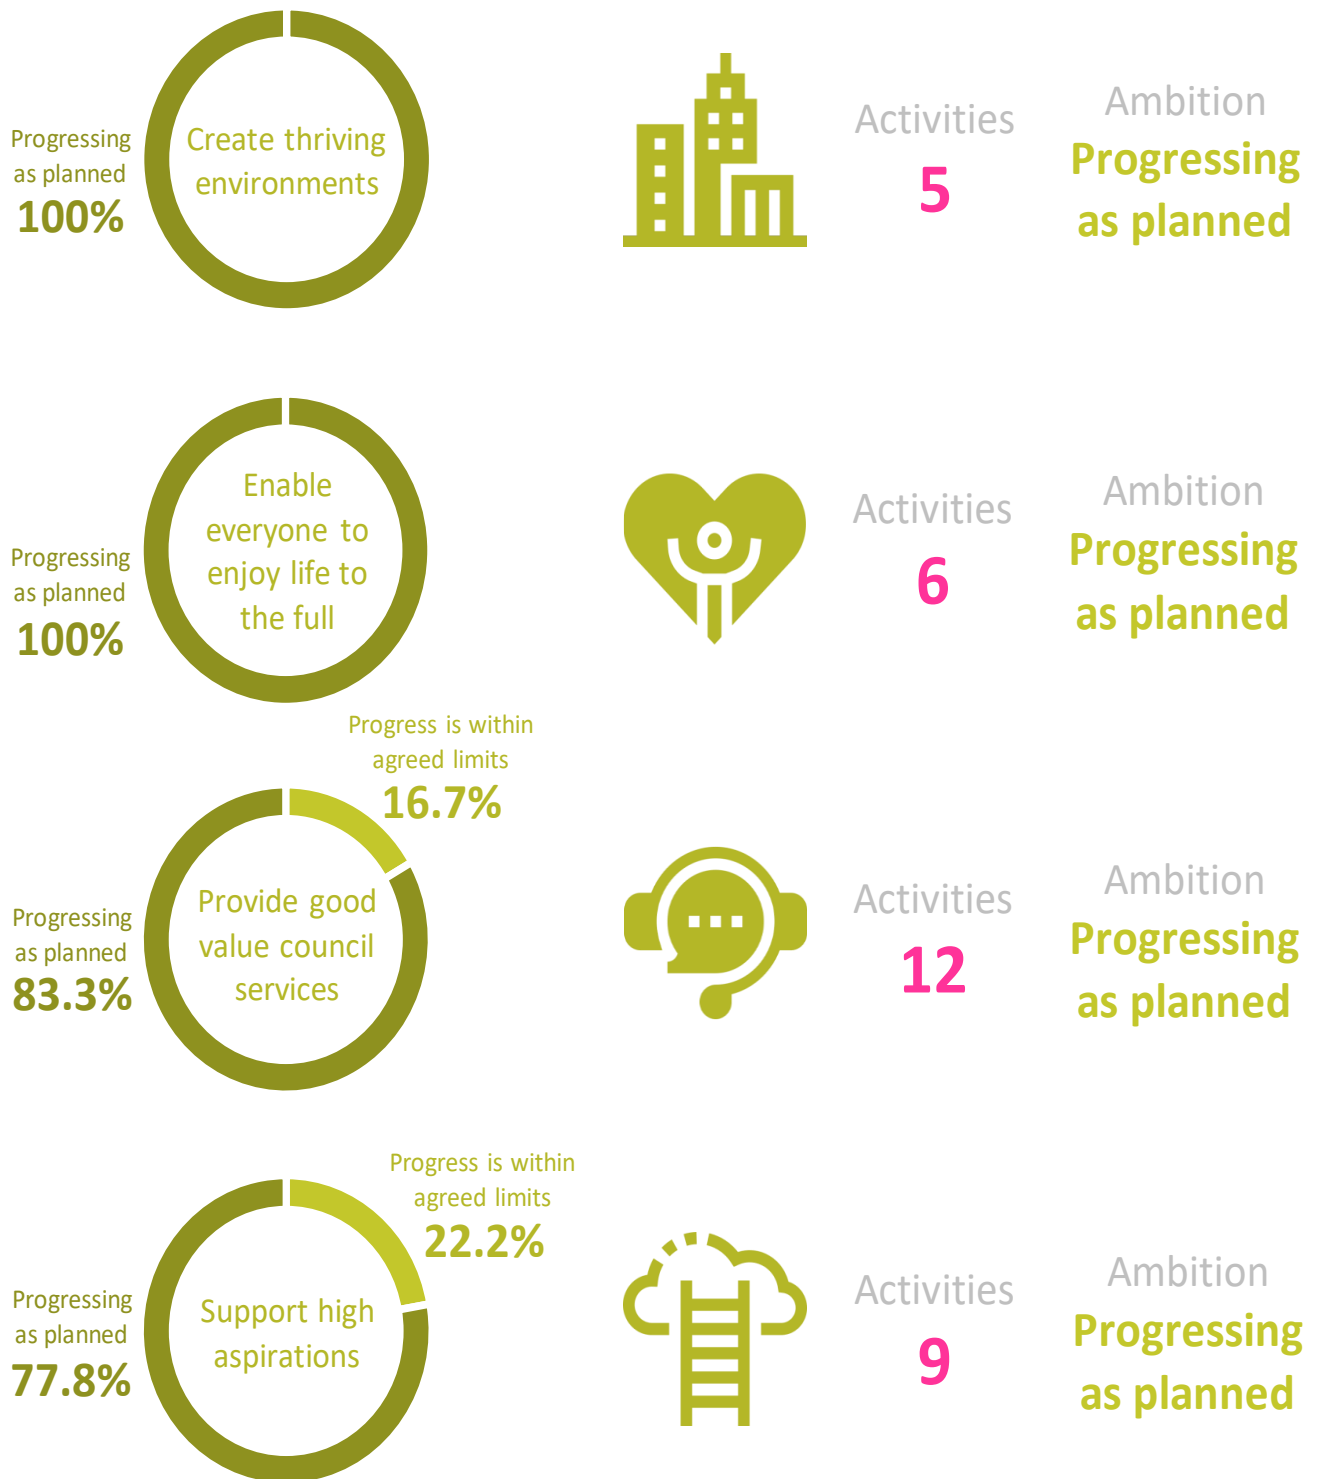 Progressing
as planned
100%
Create thriving
environments
Activities
5
Ambition
Progressing
as planned
Progressing
as planned
100%
Enable
everyone to
enjoy life to
the full
Activities
6
Ambition
Progressing
as planned
Progress is within
agreed limits
16.7%
Progressing
as planned
83.3%
Provide good
value council
services
Activities
12
Ambition
Progressing
as planned
Progress is within
agreed limits
22.2%
Progressing
as planned
77.8%
Support high
aspirations
Activities
9
Ambition
Progressing
as planned